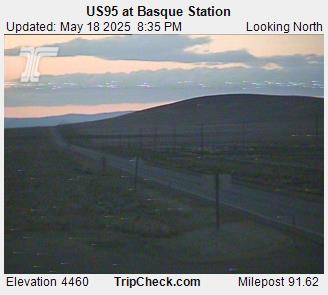 US95 at Basque Station
Updated: May 18 2025 8:35 PM Looking North
Elevation 4460 TripCheck.com Milepost 91.62